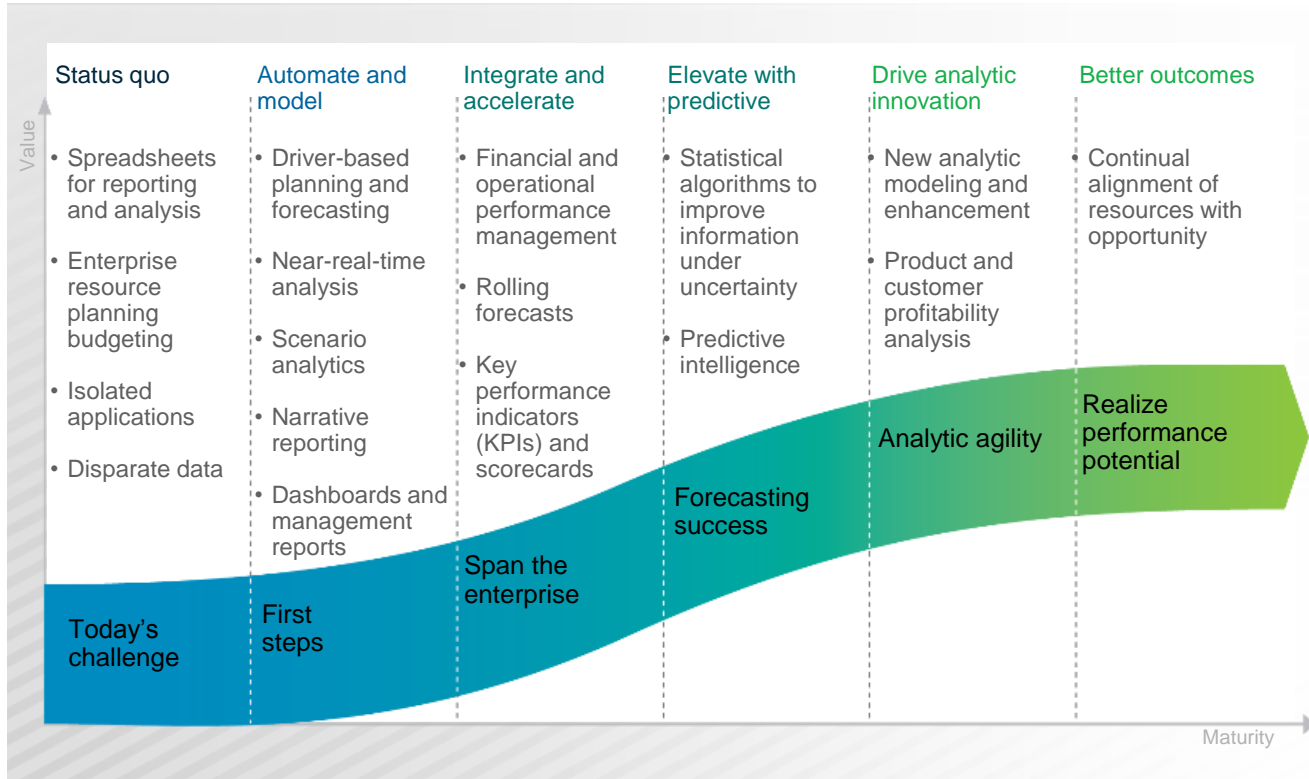 Status quo
Automate and
model
Integrate and
accelerate
Elevate with
predictive
Drive analytic
innovation
Better outcomes
Value
• Spreadsheets
for reporting
and analysis
• Enterprise
resource
planning
budgeting
• Isolated
applications
• Disparate data
• Driver-based
planning and
forecasting
• Near-real-time
analysis
• Scenario
analytics
• Narrative
reporting
• Dashboards and
management
reports
• Financial and
operational
performance
management
• Rolling
forecasts
• Key
performance
indicators
(KPIs) and
scorecards
• Statistical
algorithms to
improve
information
under
uncertainty
• Predictive
intelligence
• New analytic
modeling and
enhancement
• Product and
customer
profitability
analysis
• Continual
alignment of
resources with
opportunity
Today's
challenge
First
steps
Span the
enterprise
Forecasting
success
Analytic agility
Realize
performance
potential
Maturity